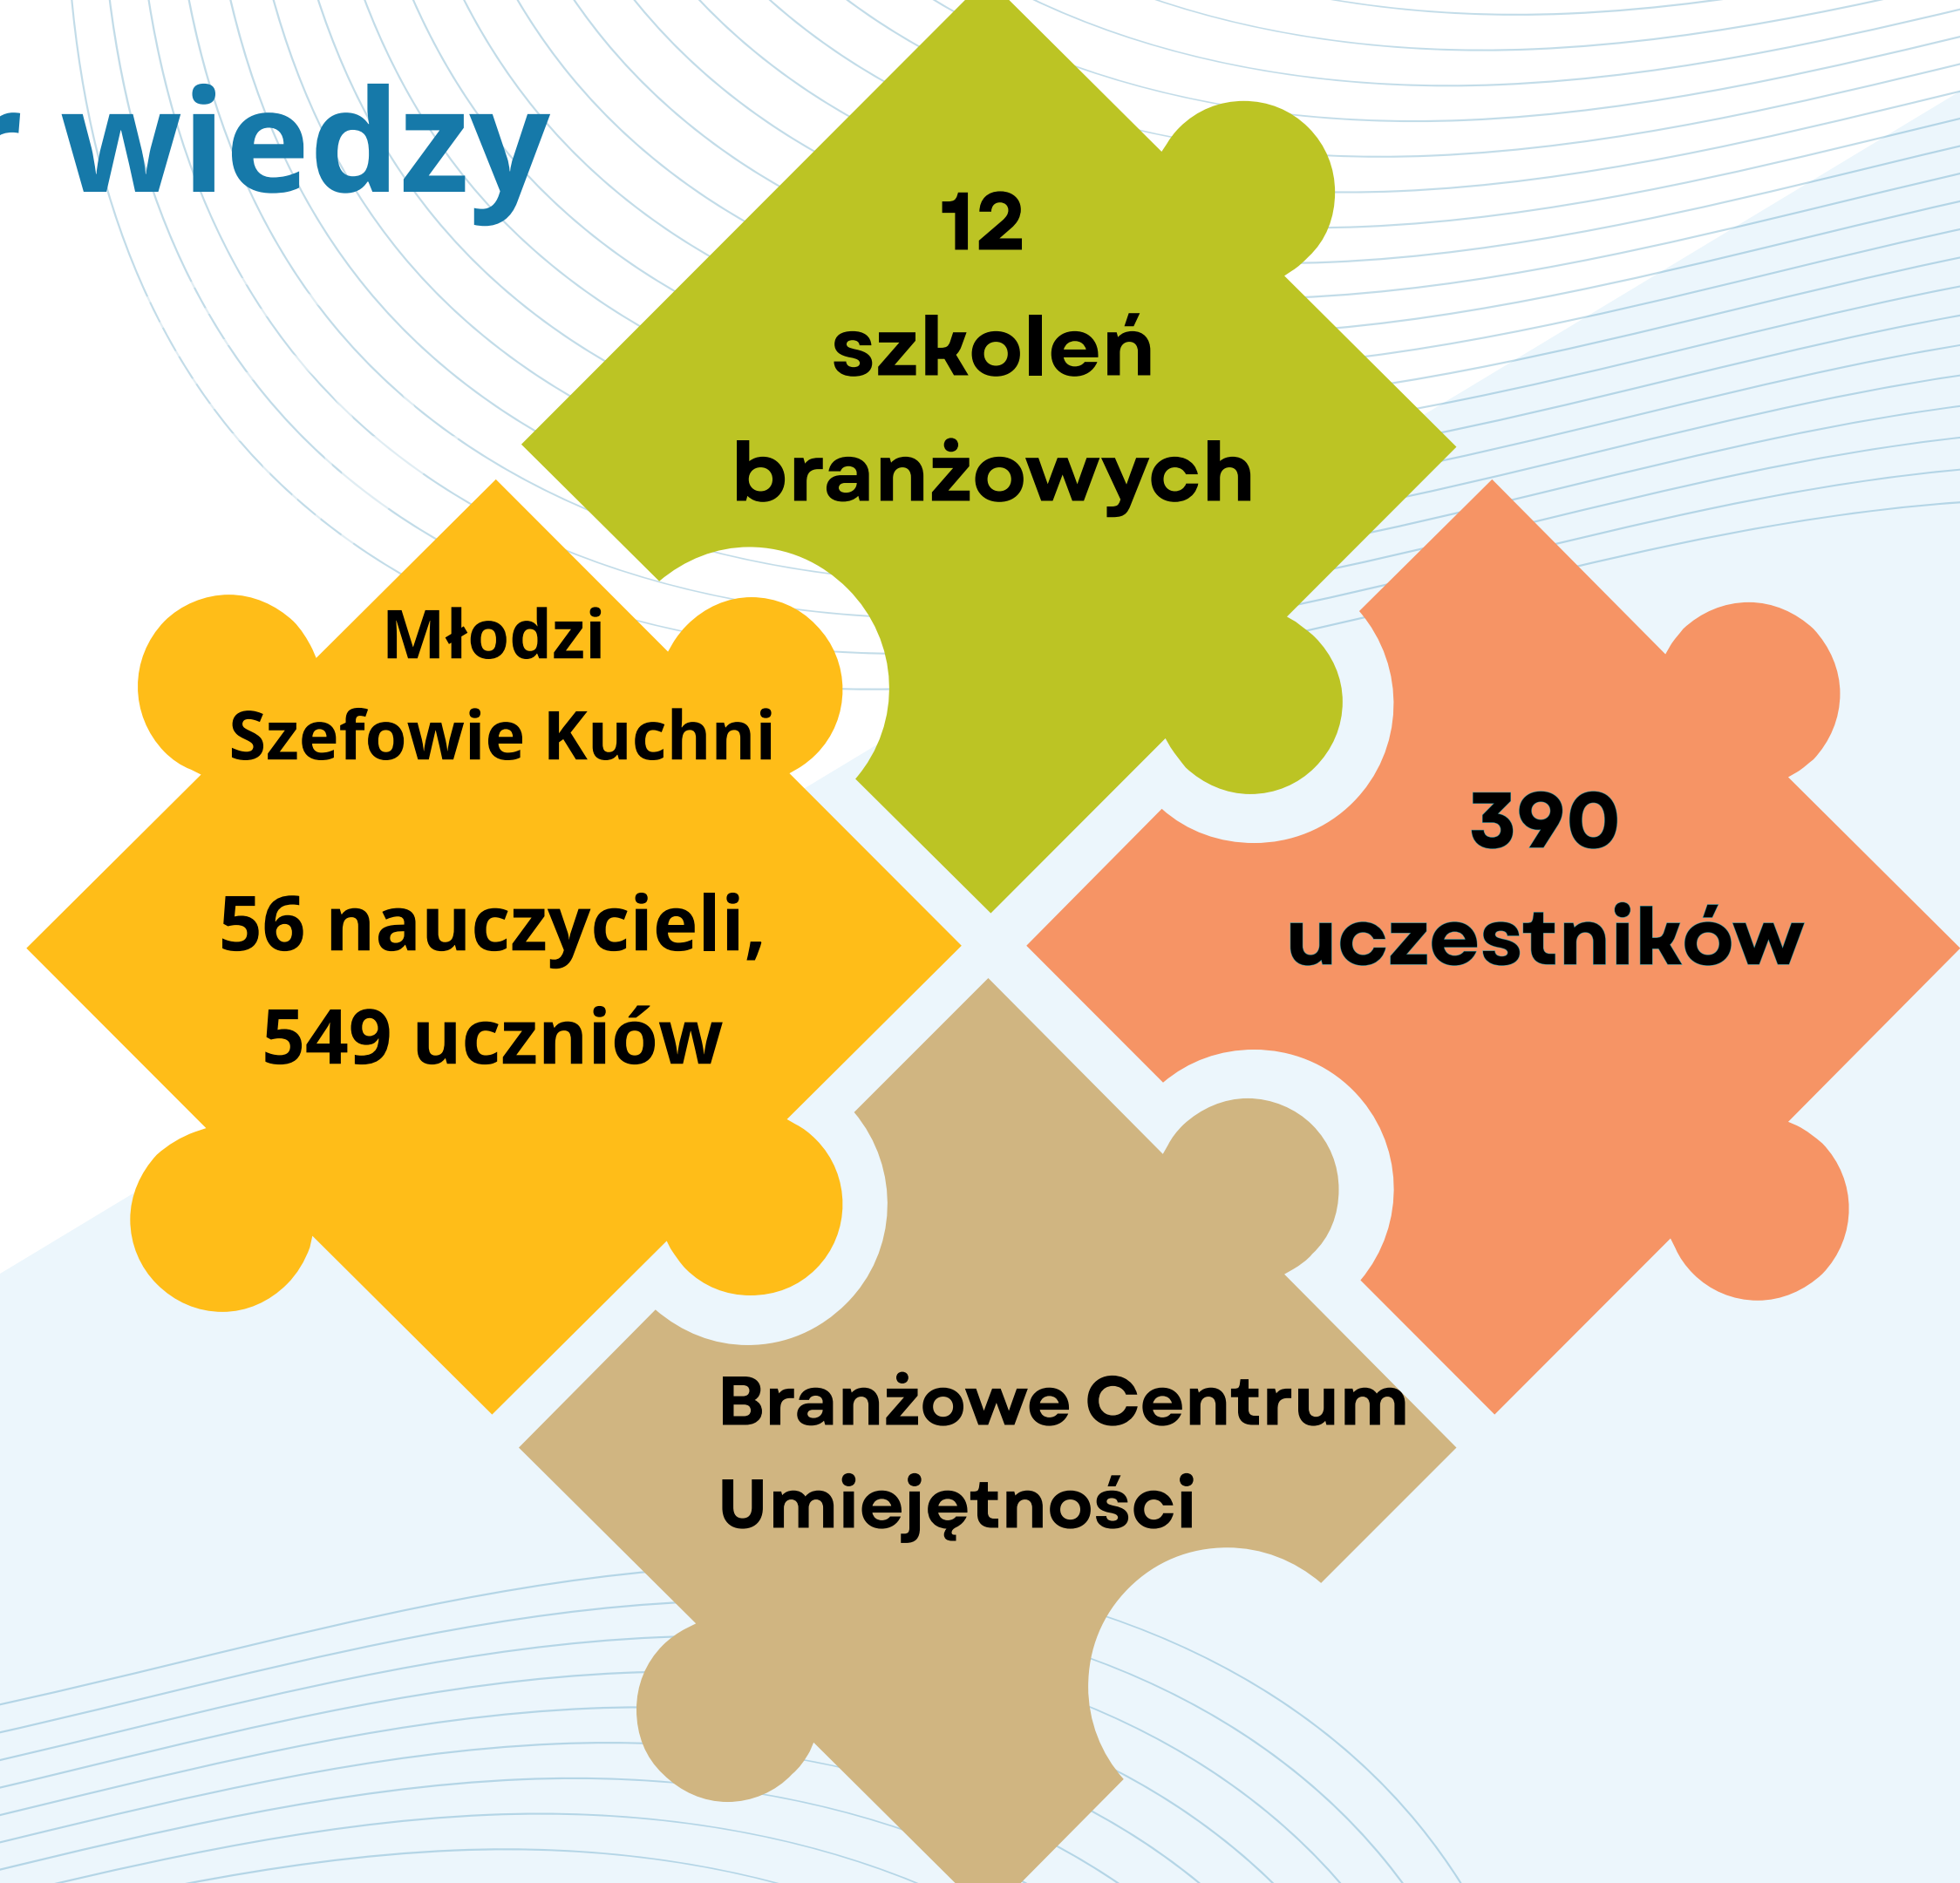 r wiedzy
12
szkoleń
branżowych
Młodzi
Szefowie Kuchni
56 nauczycieli,
549 uczniów
390
uczestników
Branżowe Centrum
Umiejętności